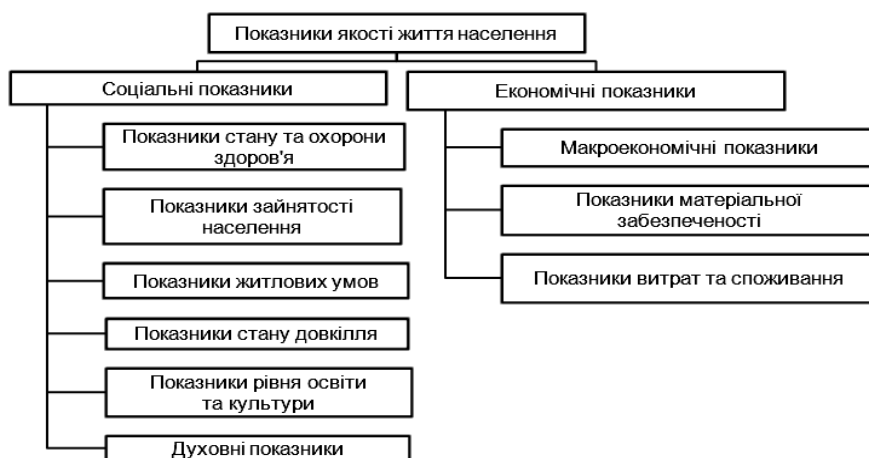 Показники якості життя населення
Соціальні показники
Економічні показники
Показники стану та охорони
здоров'я
Показники зайнятості
населення
Показники житлових умов
Показники стану довкілля
Показники рівня освіти
та культури
Духовні показники
Макроекономічні показники
Показники матеріальної
забезпеченості
Показники витрат та споживання